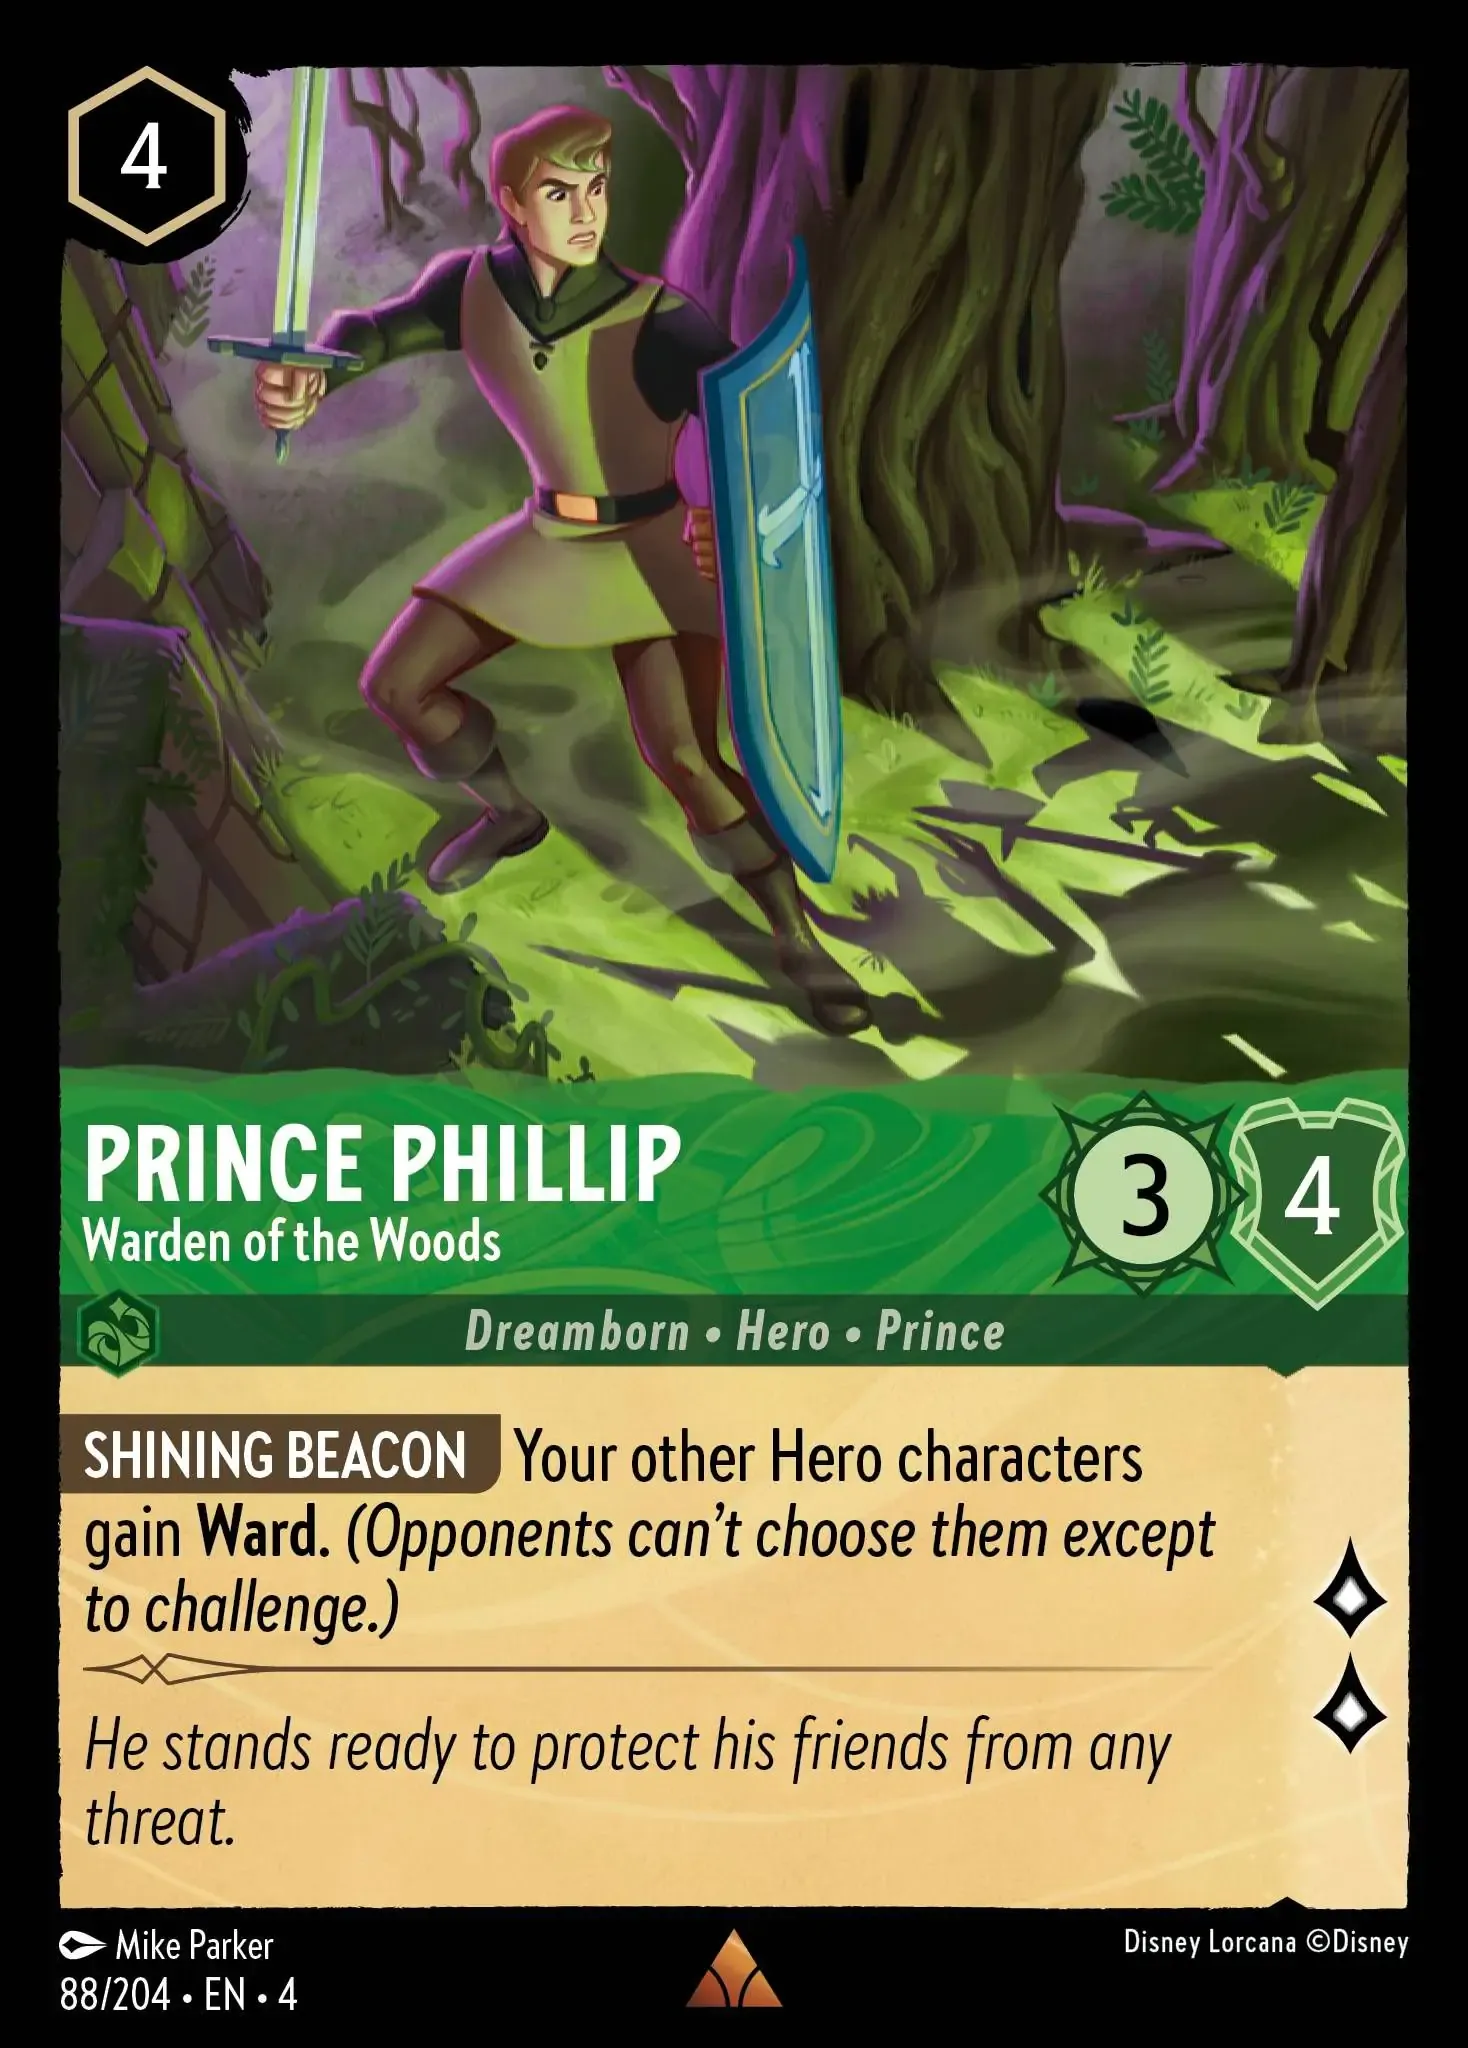 4
PRINCE PHILLIP
Warden of the Woods
3
4
Dreamborn • Hero • Prince
SHINING BEACON Your other Hero characters
gain Ward. (Opponents can't choose them except
to challenge.)
He stands ready to protect his friends from any
threat.
Mike Parker
Disney Lorcana ©Disney
88/204 • EN • 4